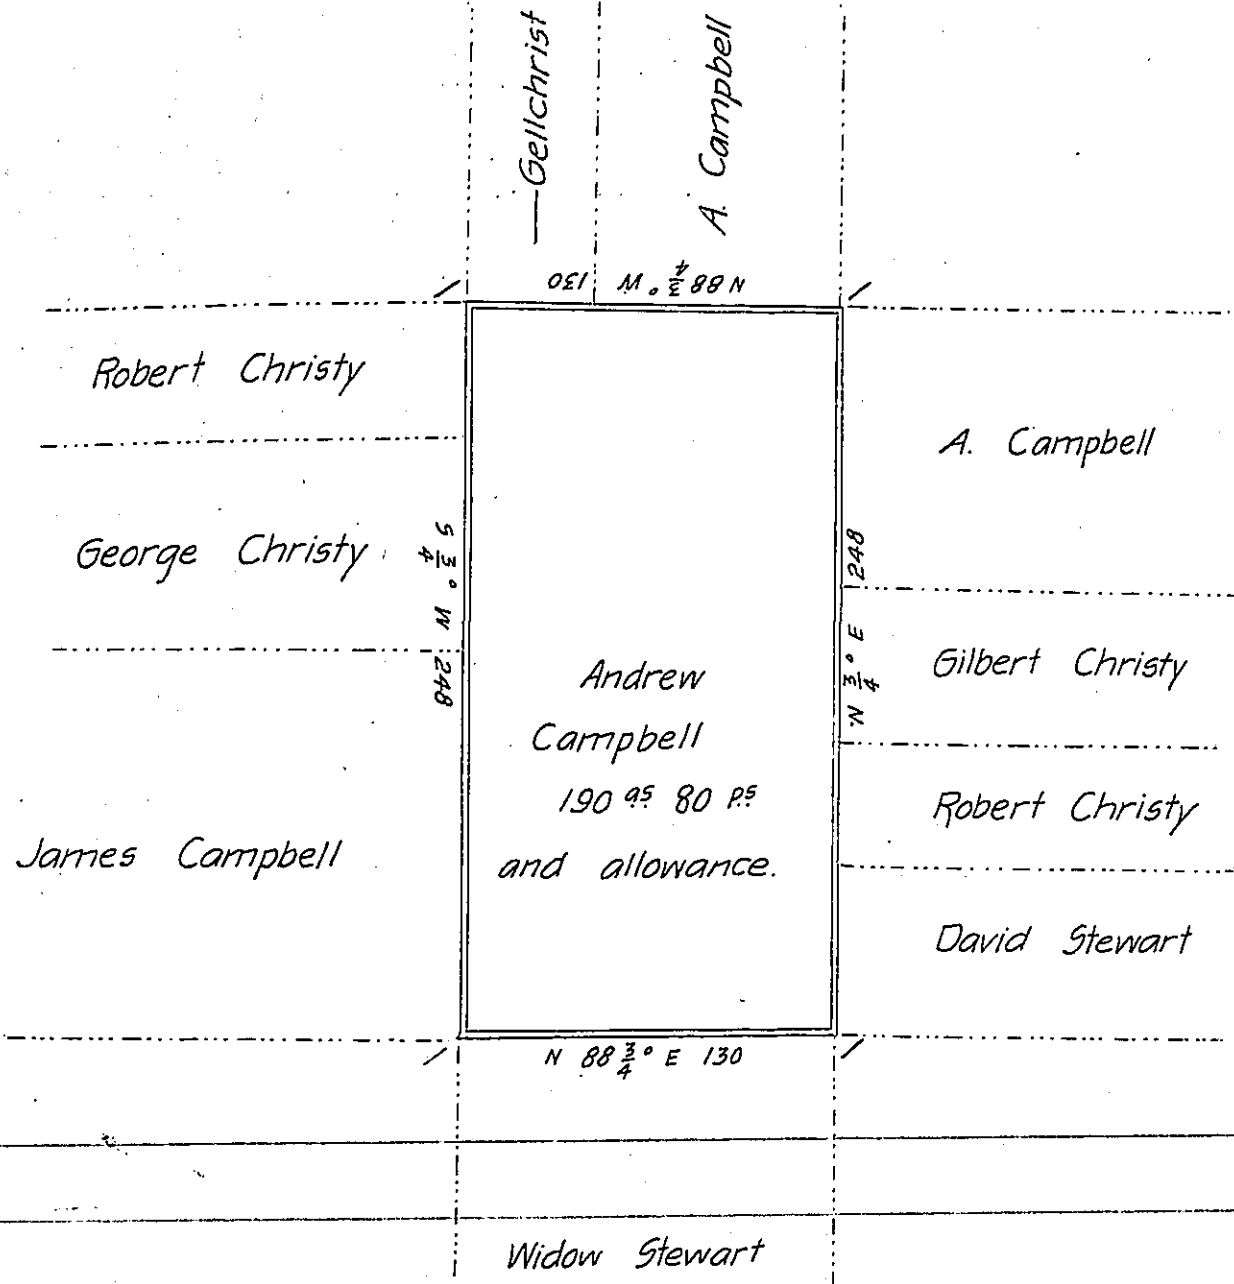 —Gellchrist
A. Campbell
N 88 3/4° W 130
Robert Christy
George Christy
James Campbell
S 3/4° W 248
N 3/4° E 248
A. Campbell
Gilbert Christy
Robert Christy
David Stewart
Andrew
Campbell
190 as 80 ps
and allowance.
N 88 3/4° E 130
Widow Stewart